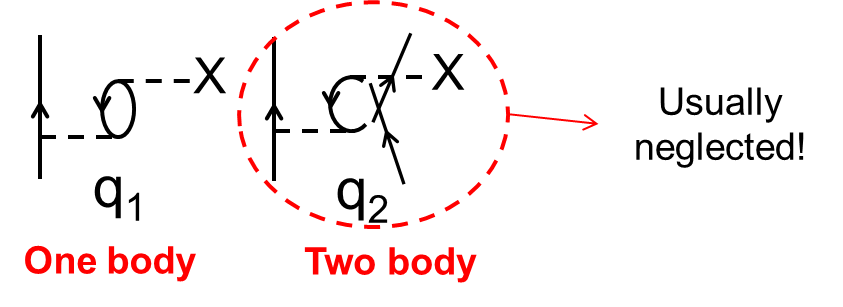 X
X
q₁
q₂
Usually
neglected!
One body
Two body